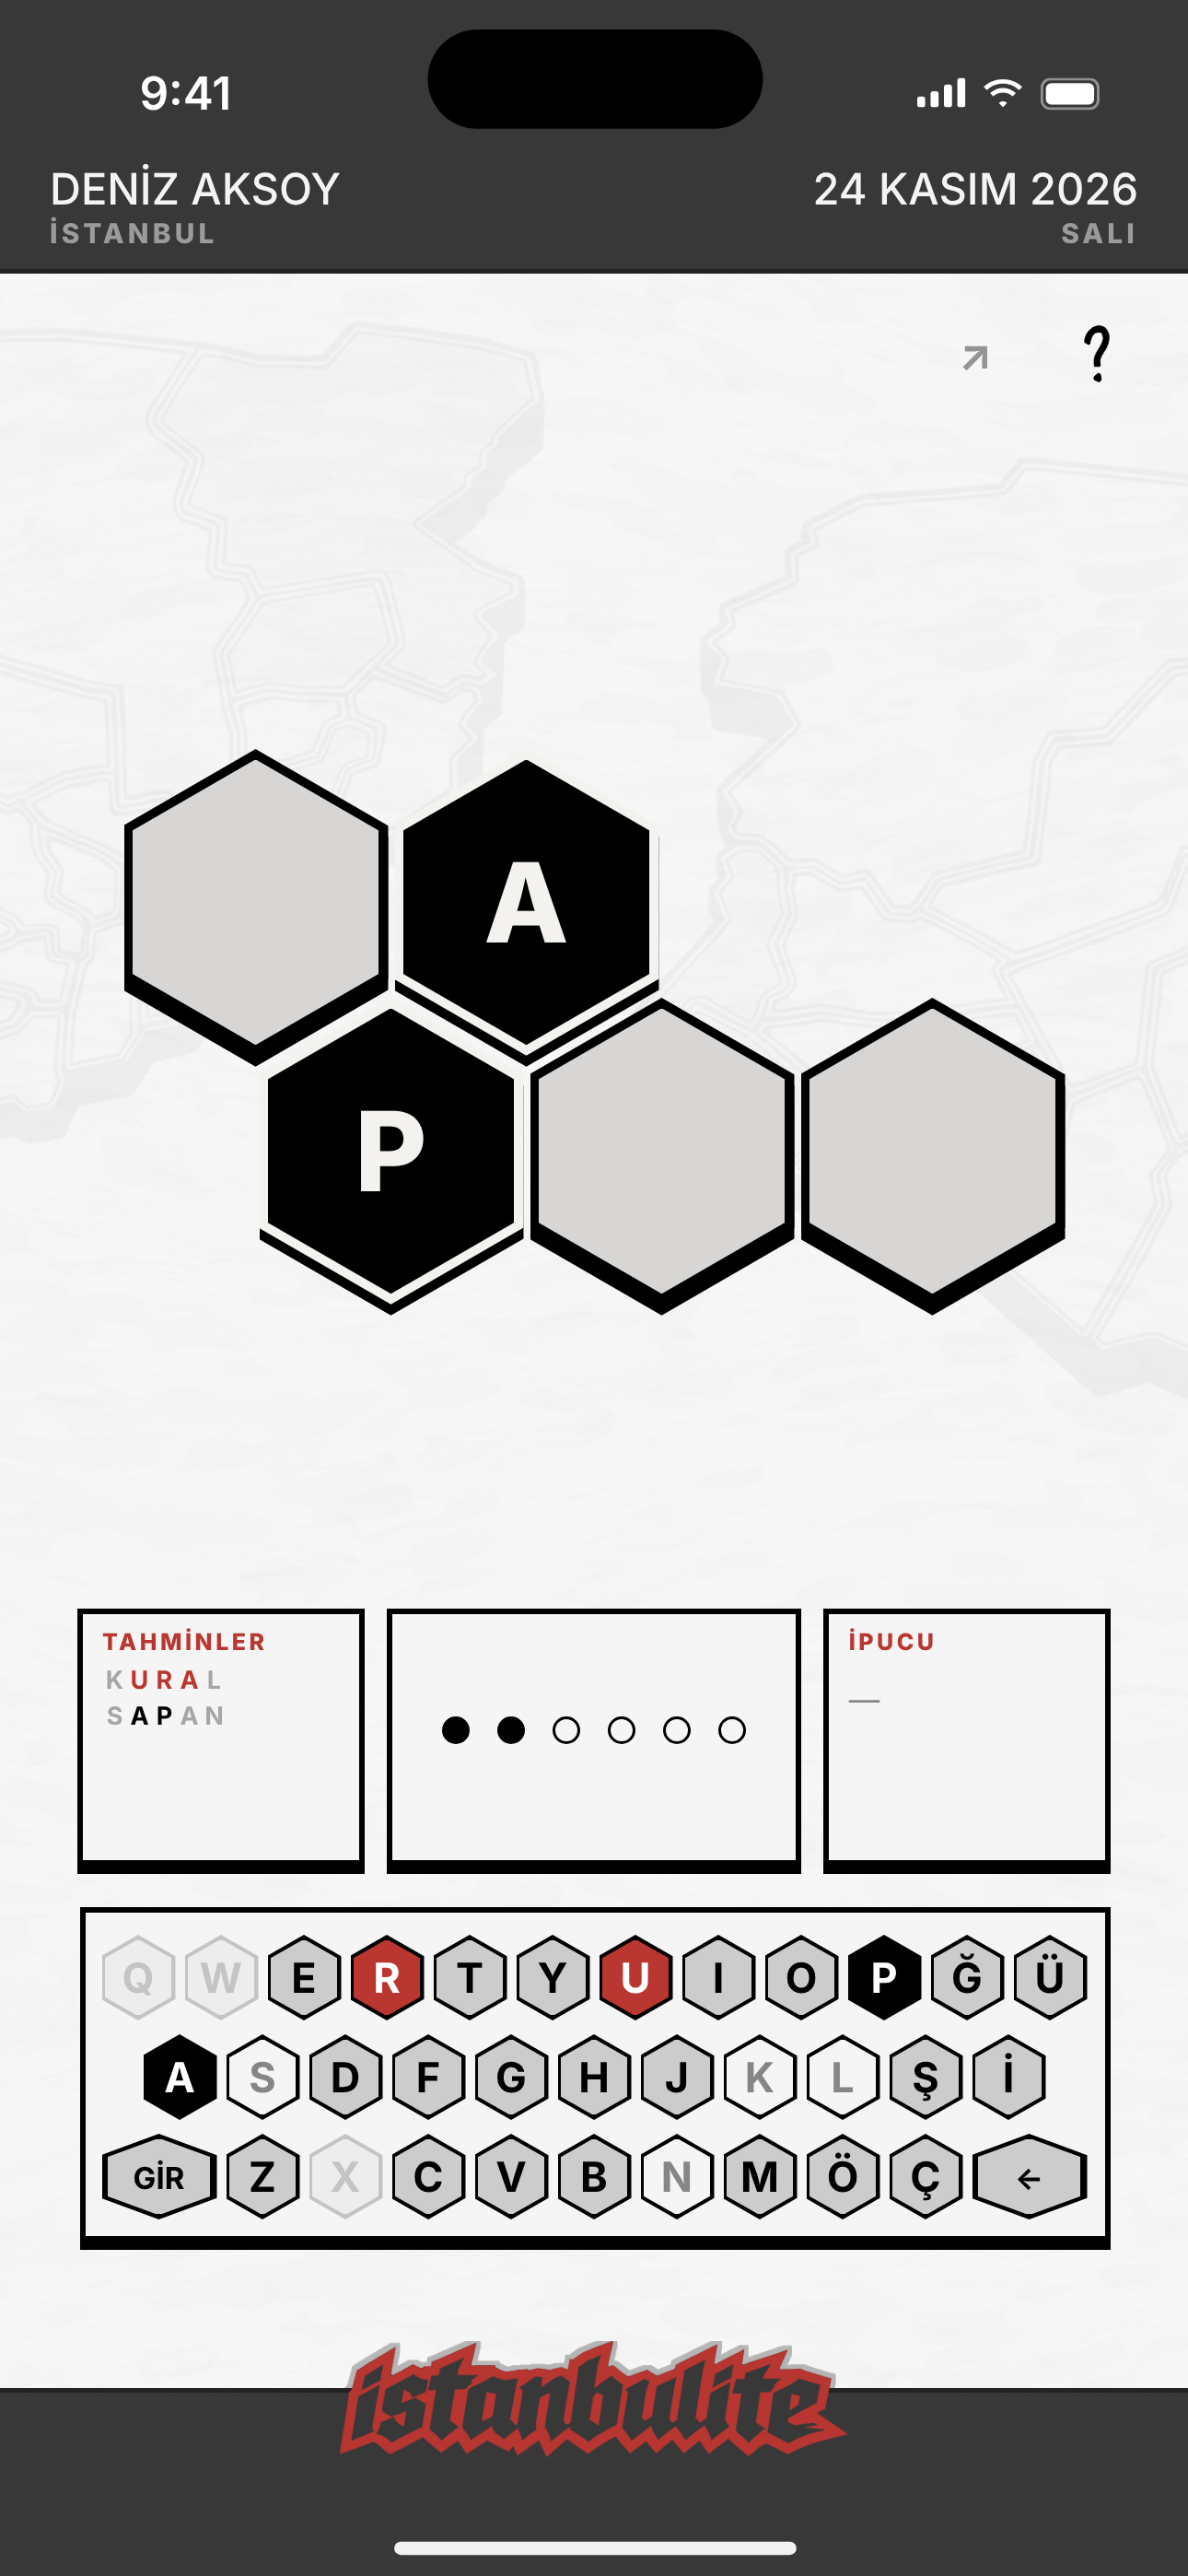 9:41
DENİZ AKSOY
24 KASIM 2026
İSTANBUL
SALI
?
A
P
TAHMİNLER
KURAL
SAPAN
İPUCU
—
Q W E R T Y U I O P Ğ Ü
A S D F G H J K L Ş İ
GİR Z X C V B N M Ö Ç ←
istanbulite